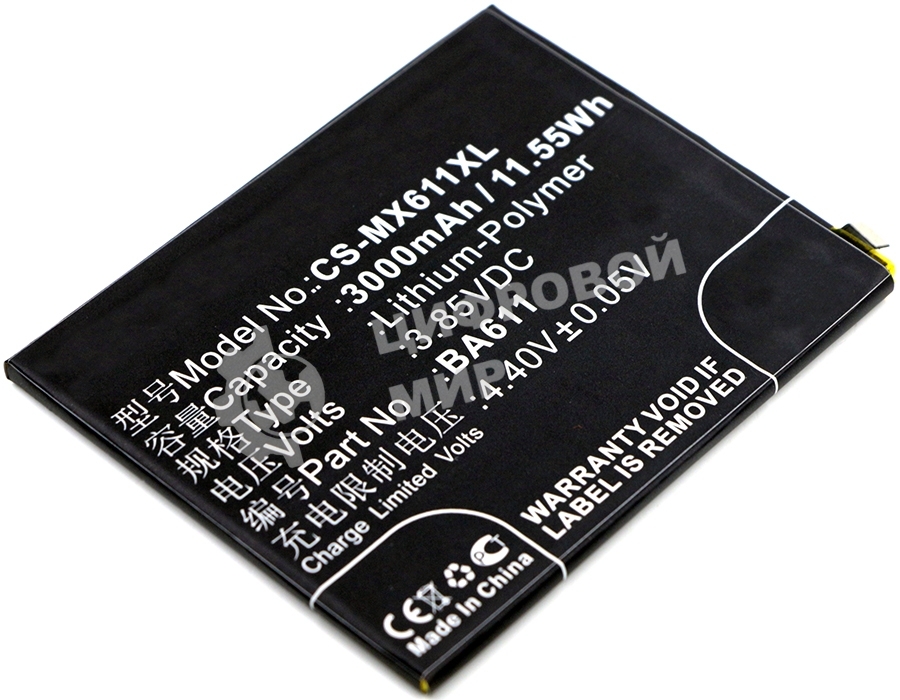 型号Model No.::CS-MX611XL
容量Capacity :3000mAh / 11.55Wh
规格Type :Lithium-Polymer
电压Volts :3.85VDC
编号Part No.: BA611
充电限制电压:4.40V±0.05V
Charge Limited Volts
WARRANTY VOID IF
LABEL IS REMOVED
CE PCT
Made in China
ЦИФРОВОЙ
МИР